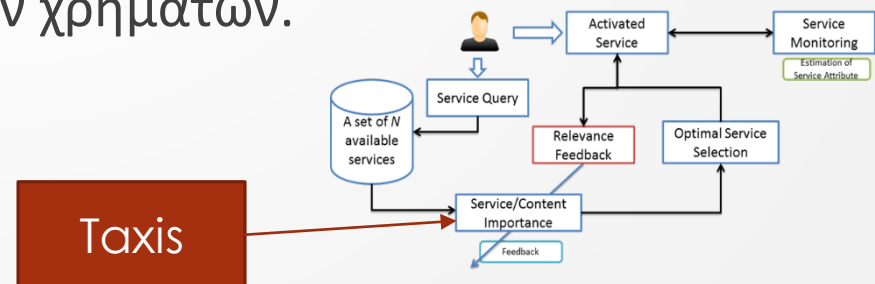 ν χρημάτων.
Activated
Service
Service
Monitoring
Estimation of
Service Attribute
Service Query
A set of N
available
services
Relevance
Feedback
Optimal Service
Selection
Service/Content
Importance
Feedback
Taxis